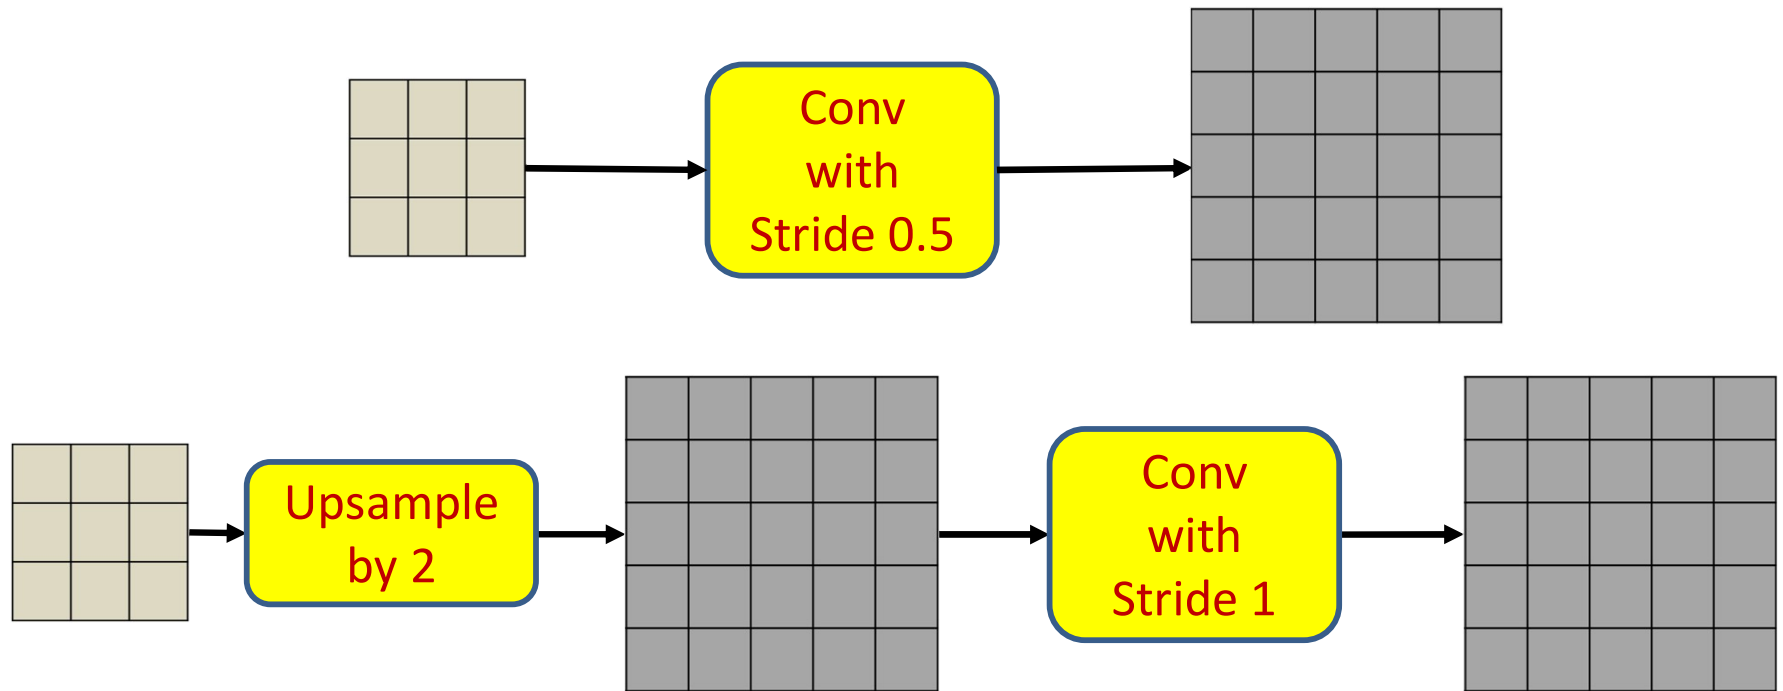 Conv
with
Stride 0.5
Upsample
by 2
Conv
with
Stride 1